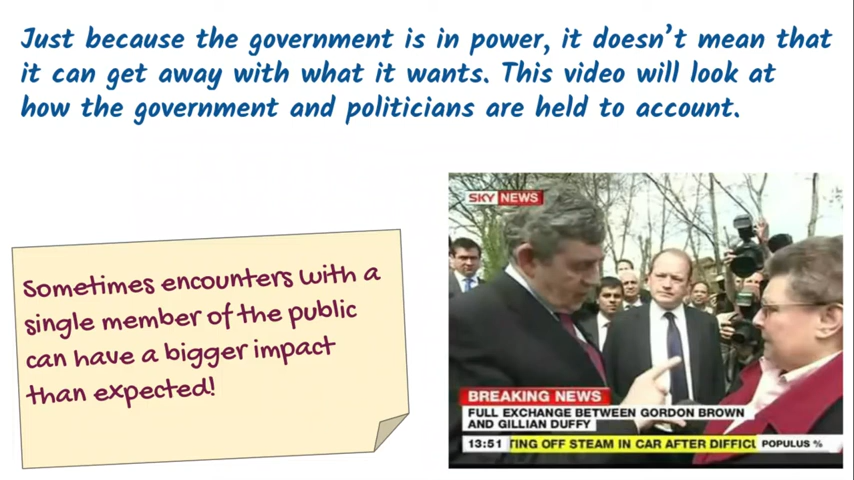 Just because the government is in power, it doesn't mean that
it can get away with what it wants. This video will look at
how the government and politicians are held to account.
Sometimes encounters with a
single member of the public
can have a bigger impact
than expected!
SKY NEWS
BREAKING NEWS
FULL EXCHANGE BETWEEN GORDON BROWN
AND GILLIAN DUFFY
13:51 TING OFF STEAM IN CAR AFTER DIFFICU POPULUS %